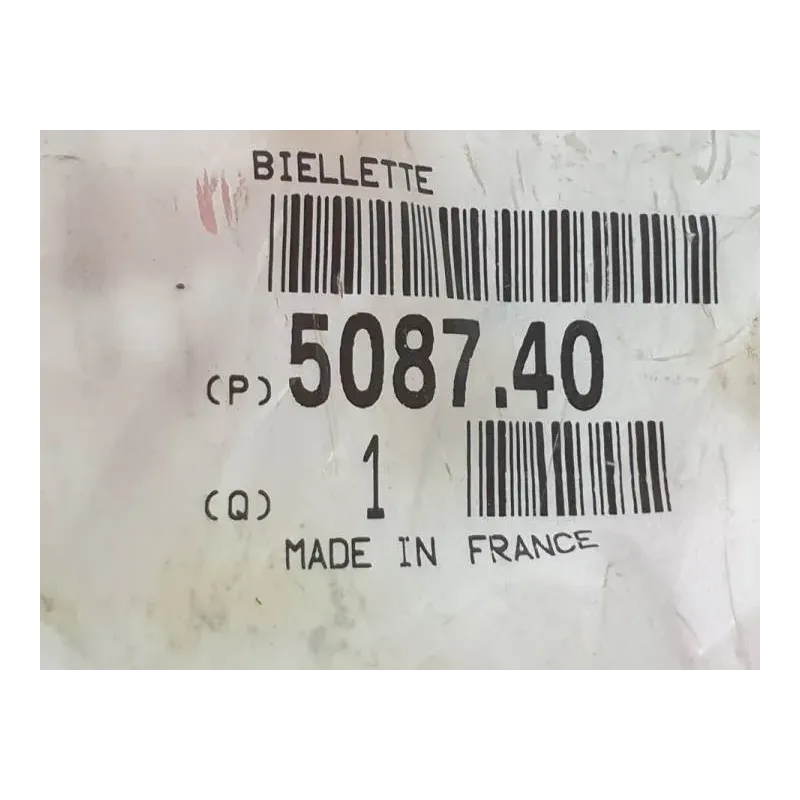 BIELLETTE
(P) 5087.40
(Q) 1
MADE IN FRANCE